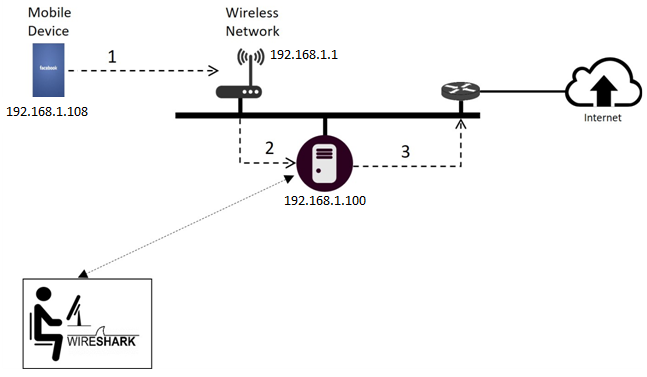 Mobile
Device
Wireless
Network
192.168.1.1
1
facebook
192.168.1.108
Internet
2
3
192.168.1.100
WIRESHARK